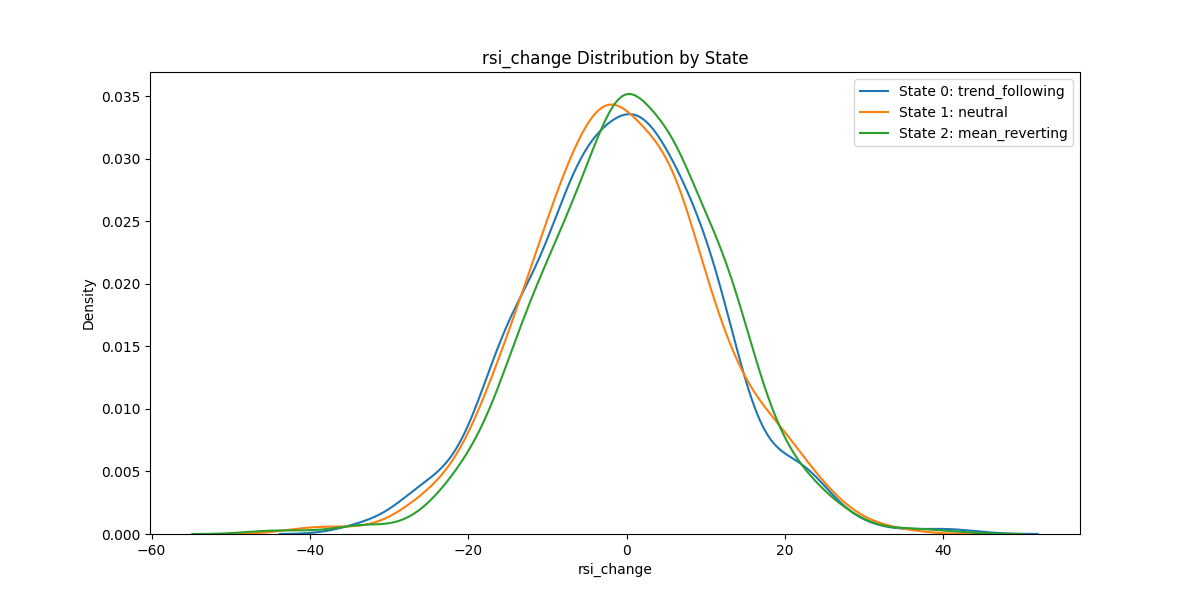 rsi_change Distribution by State
State 0: trend_following
State 1: neutral
State 2: mean_reverting
0.035
0.030
0.025
0.020
0.015
0.010
0.005
0.000
Density
−60
−40
−20
0
20
40
rsi_change